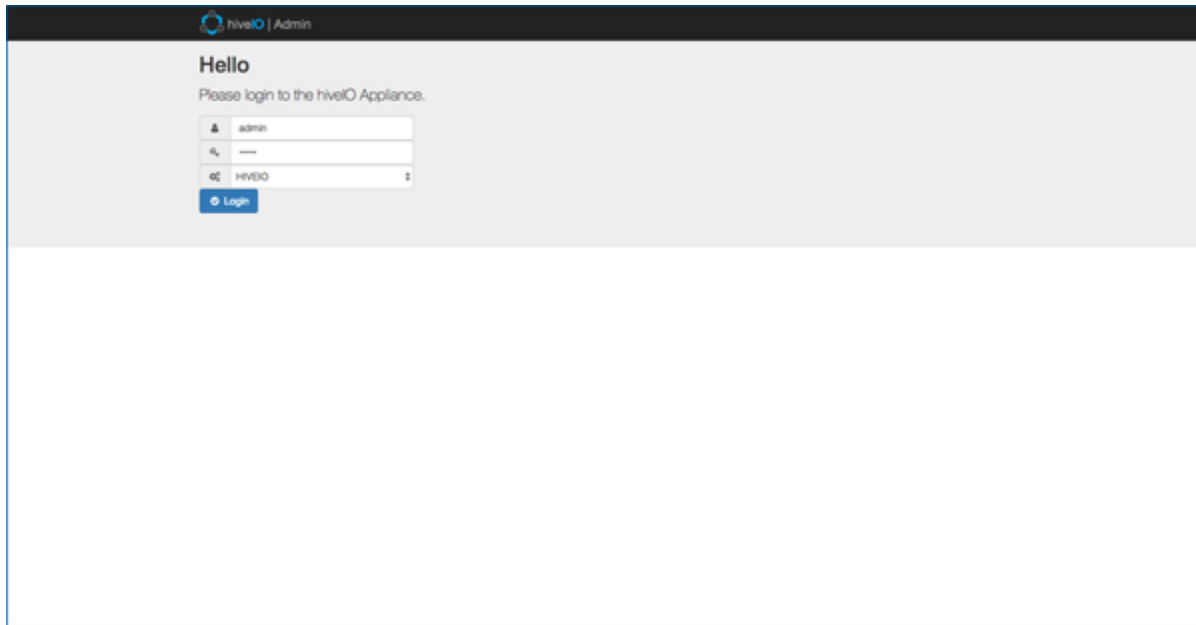 hiveIO | Admin
Hello
Please login to the hiveIO Appliance.
admin
•••••
HIVEIO
Login